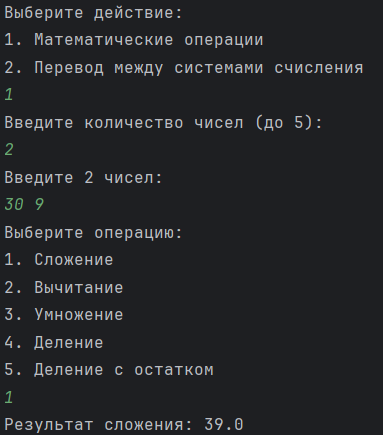 Выберите действие:
1. Математические операции
2. Перевод между системами счисления
1
Введите количество чисел (до 5):
2
Введите 2 чисел:
30 9
Выберите операцию:
1. Сложение
2. Вычитание
3. Умножение
4. Деление
5. Деление с остатком
1
Результат сложения: 39.0